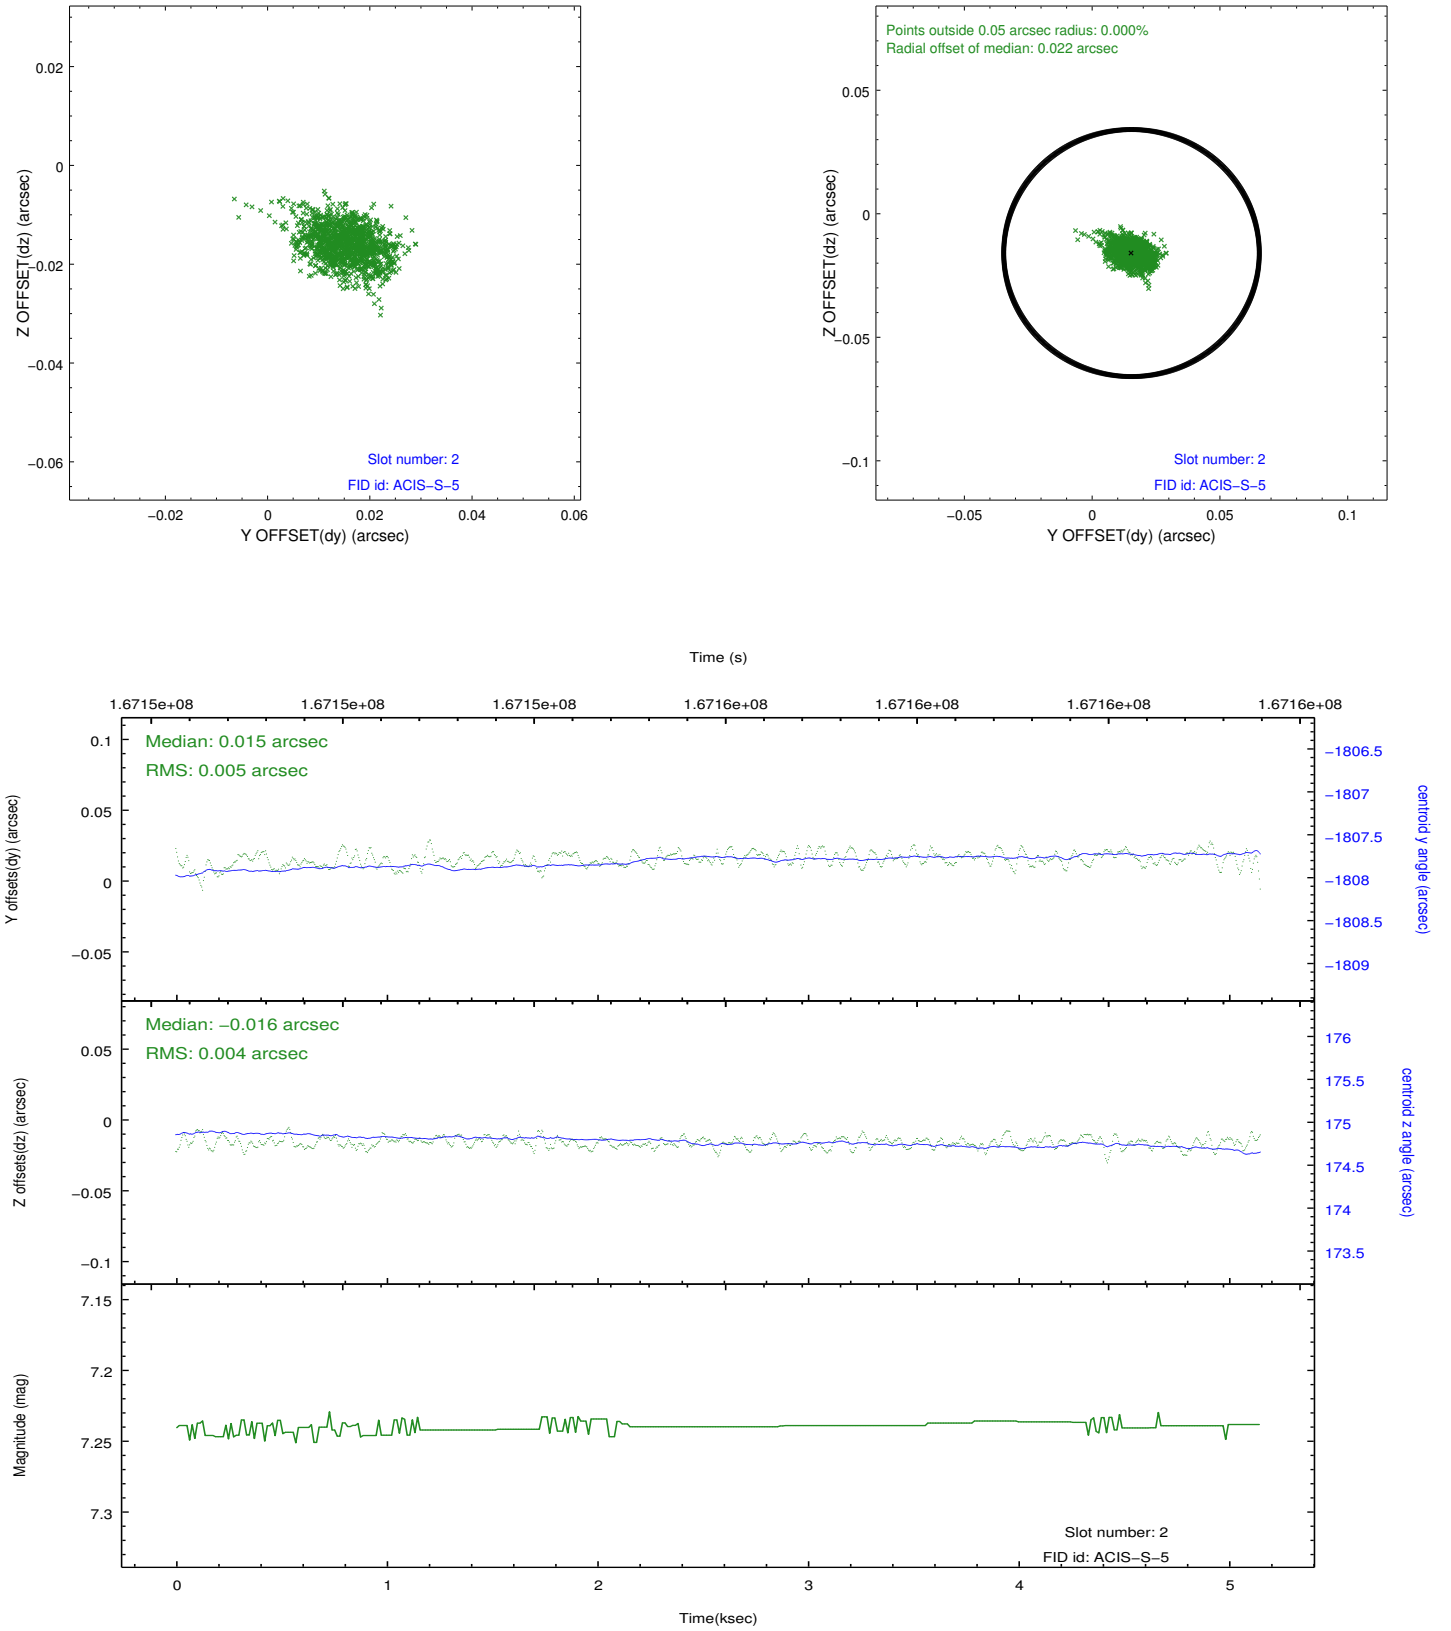 0.02
0
−0.02
−0.04
−0.06
Z OFFSET(dz) (arcsec)
Slot number: 2
FID id: ACIS−S−5
−0.02 0 0.02 0.04 0.06
Y OFFSET(dy) (arcsec)
Points outside 0.05 arcsec radius: 0.000%
Radial offset of median: 0.022 arcsec
0.05
0
−0.05
−0.1
Z OFFSET(dz) (arcsec)
Slot number: 2
FID id: ACIS−S−5
−0.05 0 0.05 0.1
Y OFFSET(dy) (arcsec)
Time (s)
1.6715e+08 1.6715e+08 1.6715e+08 1.6716e+08 1.6716e+08 1.6716e+08 1.6716e+08
Median: 0.015 arcsec
RMS: 0.005 arcsec
0.1
0.05
0
−0.05
Y offsets(dy) (arcsec)
−1806.5
−1807
−1807.5
−1808
−1808.5
−1809
centroid y angle (arcsec)
Median: −0.016 arcsec
RMS: 0.004 arcsec
0.05
0
−0.05
−0.1
Z offsets(dz) (arcsec)
176
175.5
175
174.5
174
173.5
centroid z angle (arcsec)
7.15
7.2
7.25
7.3
Magnitude (mag)
Slot number: 2
FID id: ACIS−S−5
0 1 2 3 4 5
Time(ksec)